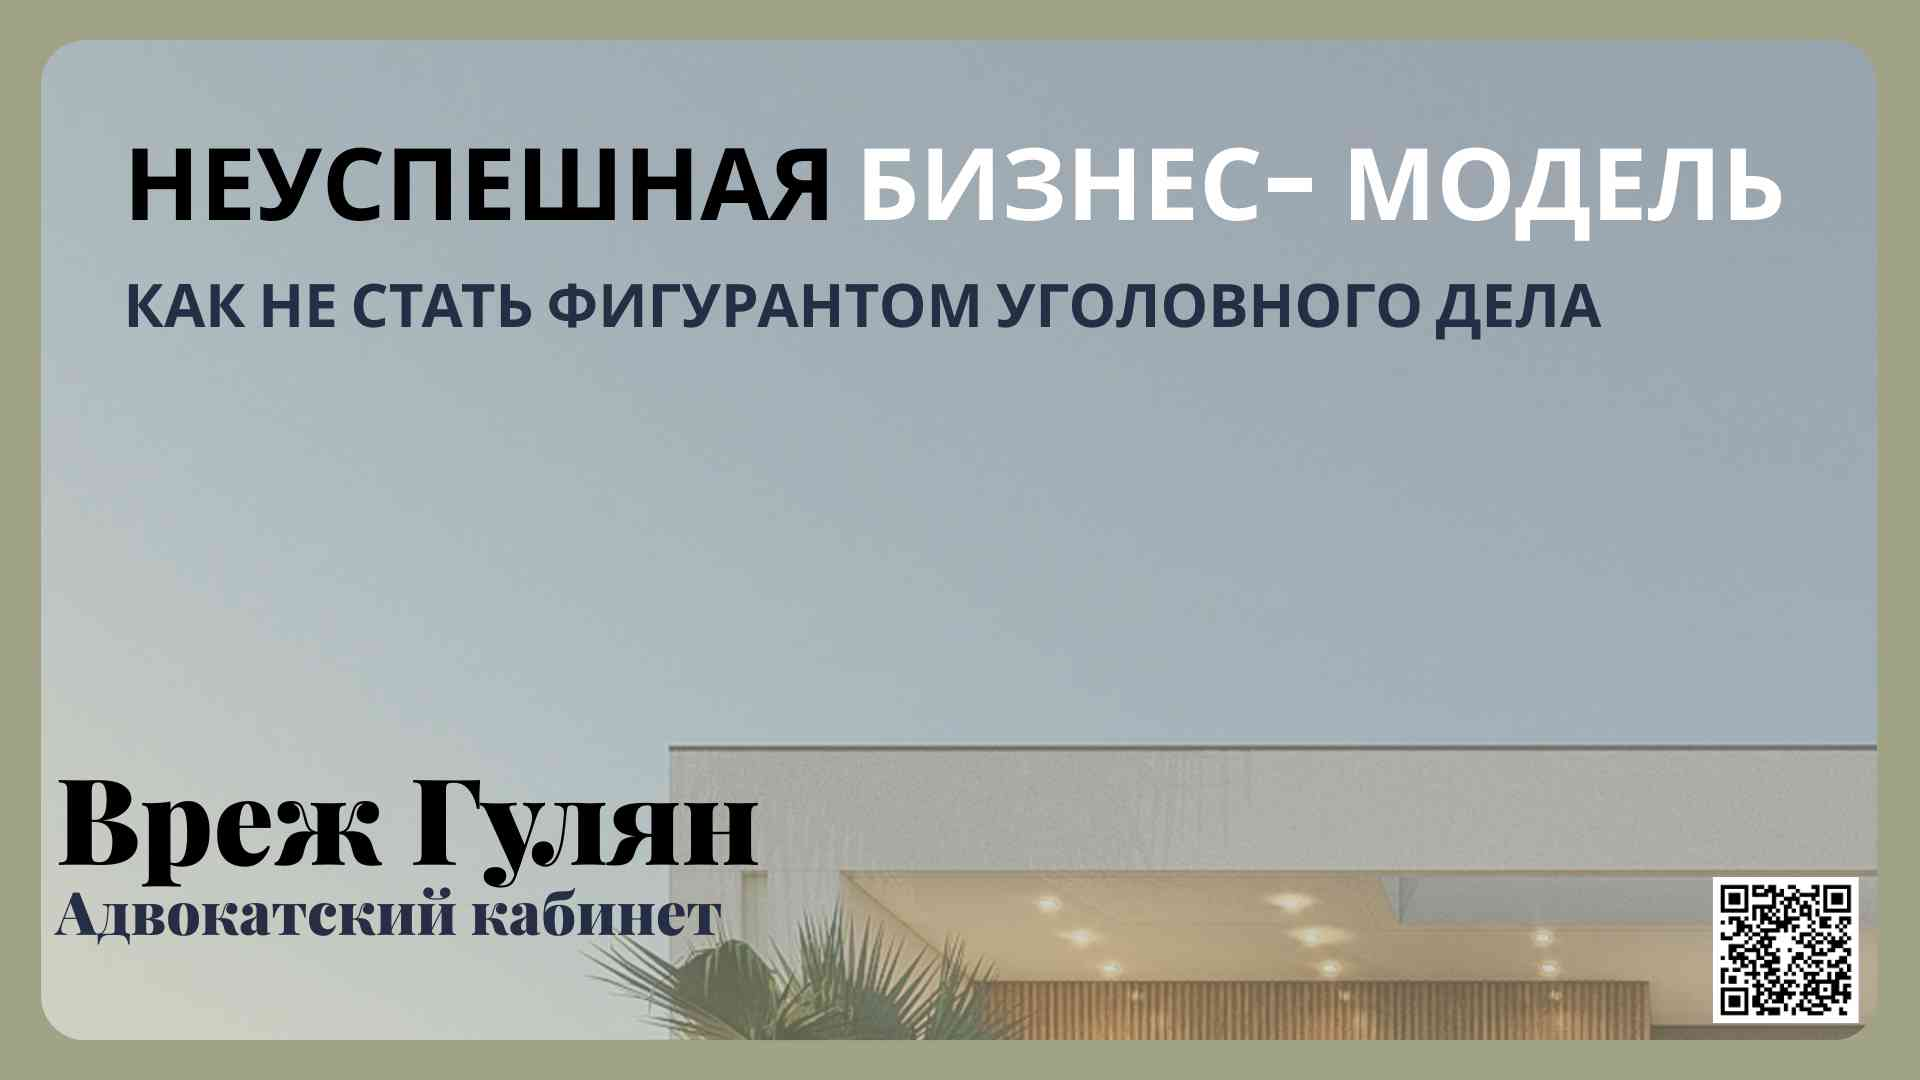 НЕУСПЕШНАЯ БИЗНЕС– МОДЕЛЬ
КАК НЕ СТАТЬ ФИГУРАНТОМ УГОЛОВНОГО ДЕЛА
Вреж Гулян
Адвокатский кабинет